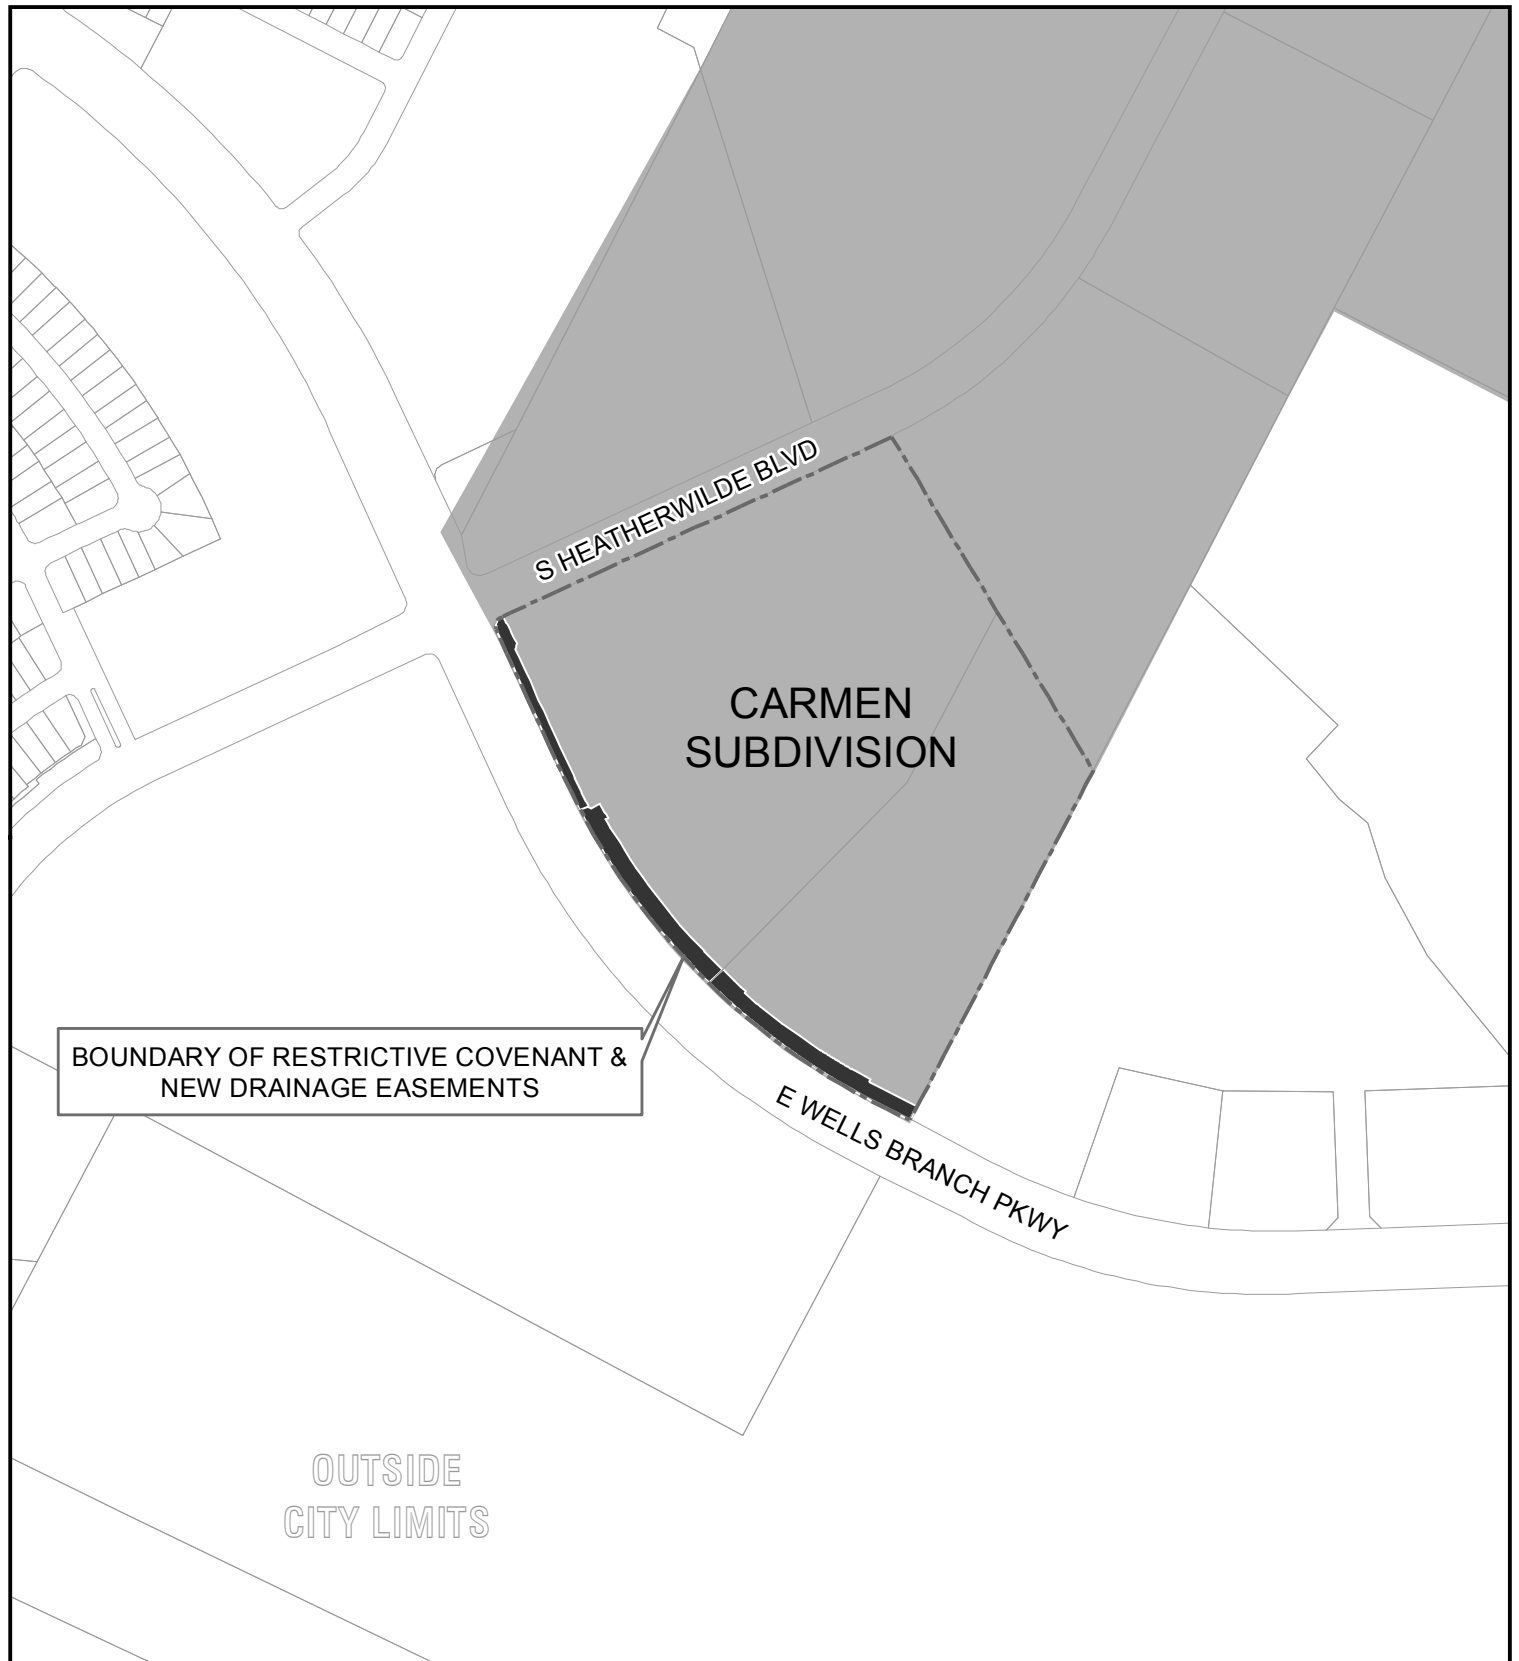 S HEATHERWILDE BLVD
CARMEN
SUBDIVISION
BOUNDARY OF RESTRICTIVE COVENANT &
NEW DRAINAGE EASEMENTS
E WELLS BRANCH PKWY
OUTSIDE
CITY LIMITS